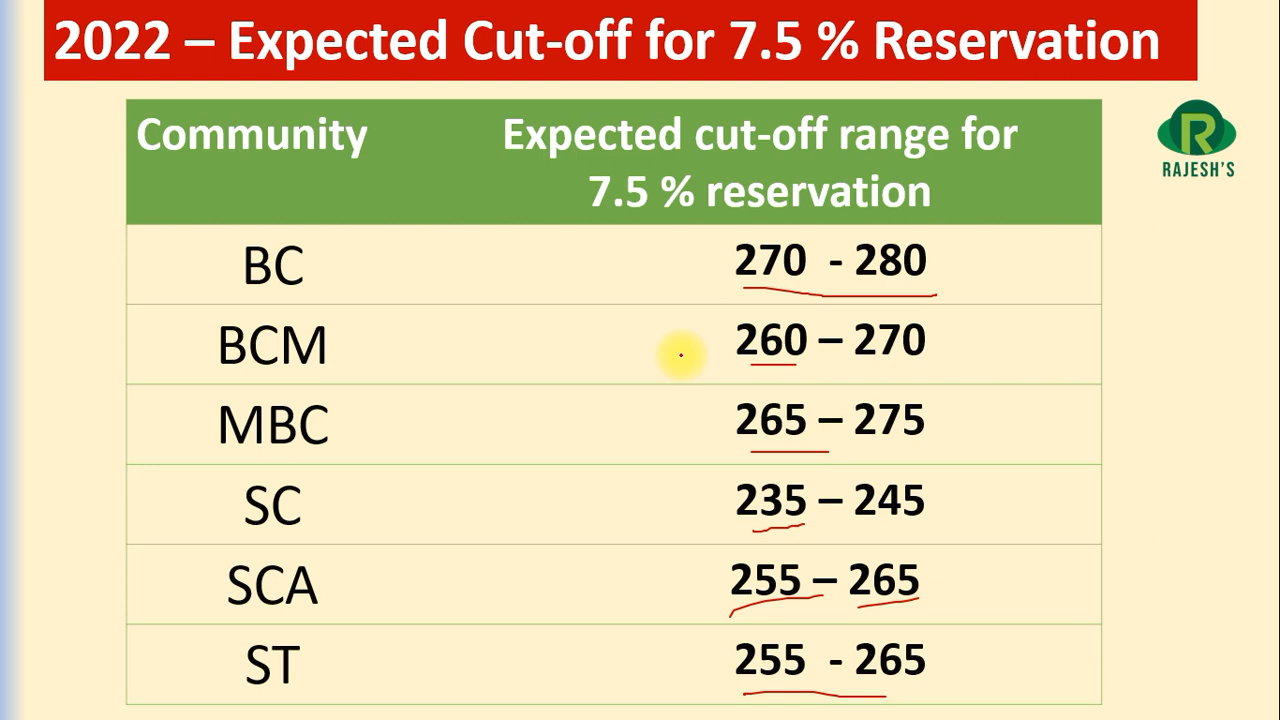 2022 – Expected Cut-off for 7.5 % Reservation
Community
Expected cut-off range for
7.5 % reservation
RAJESH'S
BC 270 - 280
BCM 260 – 270
MBC 265 – 275
SC 235 – 245
SCA 255 – 265
ST 255 - 265